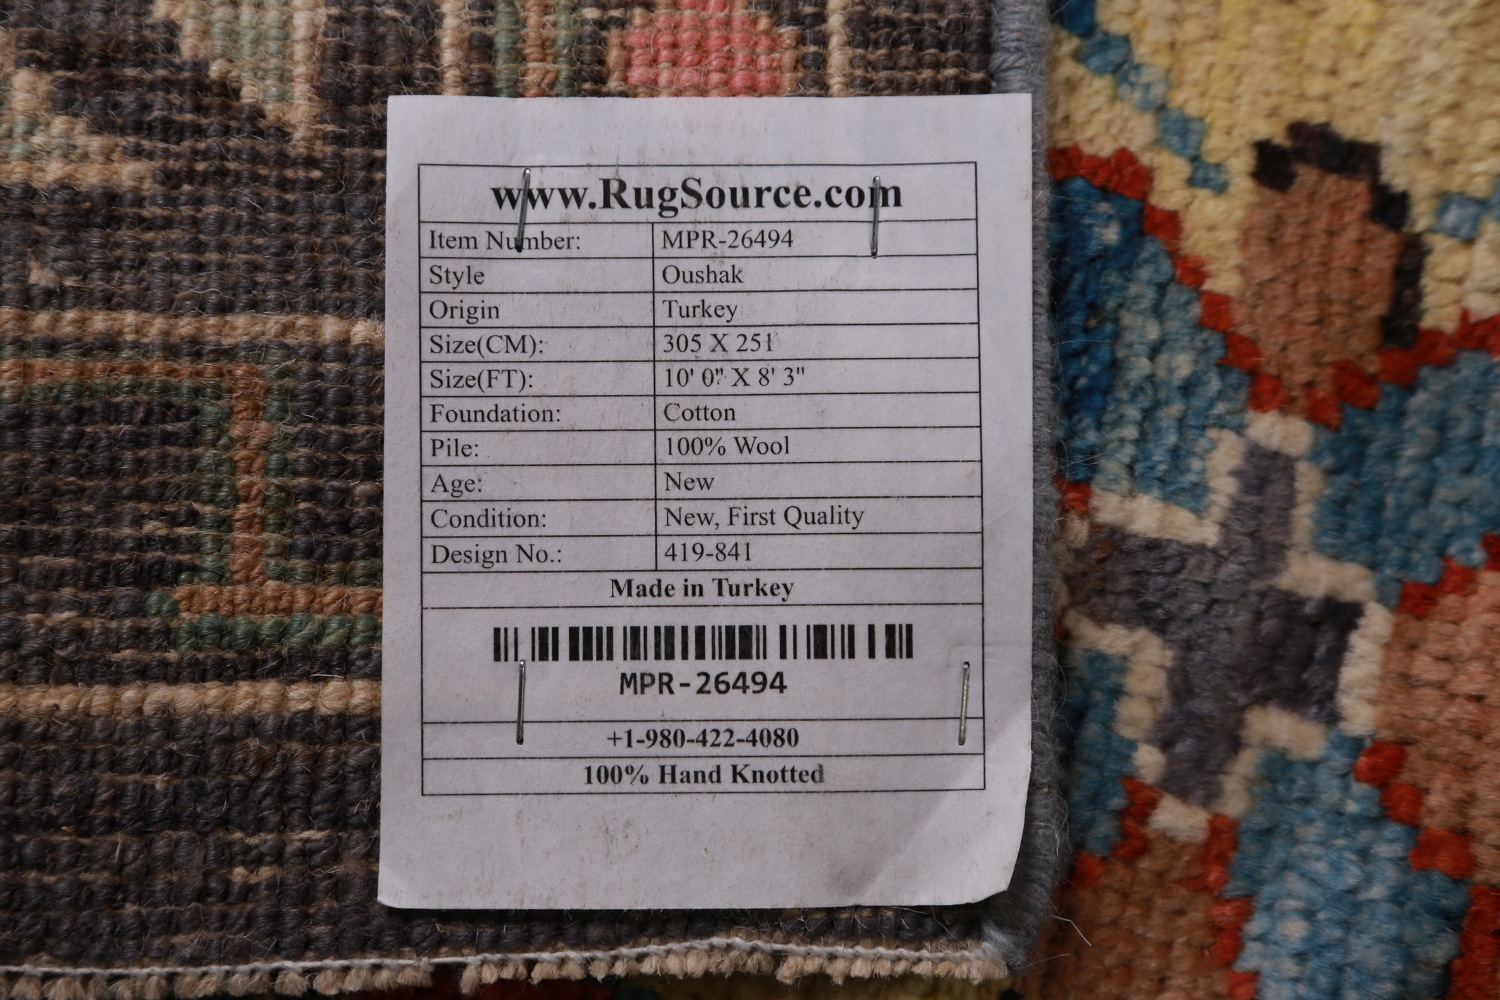 www.RugSource.com
Item Number: MPR-26494
Style Oushak
Origin Turkey
Size(CM): 305 X 251
Size(FT): 10' 0" X 8' 3"
Foundation: Cotton
Pile: 100% Wool
Age: New
Condition: New, First Quality
Design No.: 419-841
Made in Turkey
MPR-26494
+1-980-422-4080
100% Hand Knotted